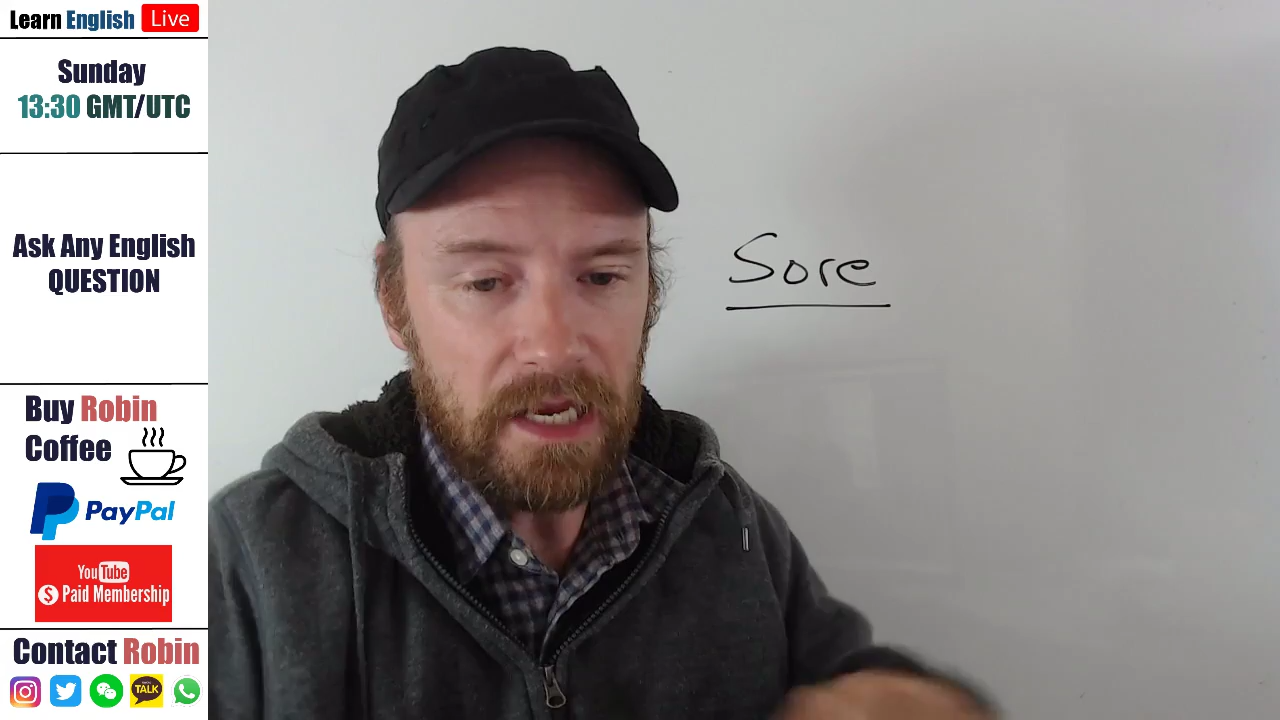 Learn English Live
Sunday
13:30 GMT/UTC
Ask Any English
QUESTION
Buy Robin
Coffee
PayPal
YouTube
$ Paid Membership
Contact Robin
TALK
Sore